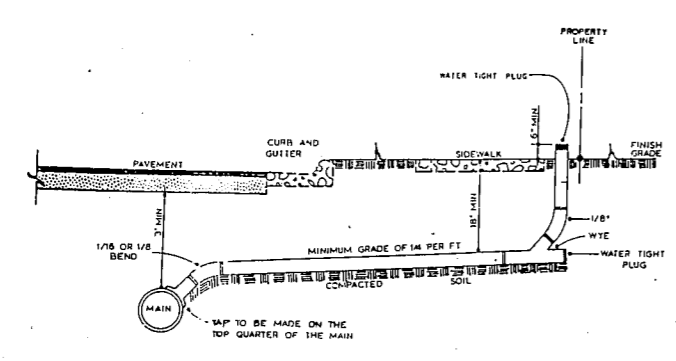 PROPERTY
LINE
WATER TIGHT PLUG
6" MIN
CURB AND
GUTTER
SIDEWALK
FINISH
GRADE
PAVEMENT
3' MIN
18" MIN
1/8"
1/16 OR 1/8
BEND
MINIMUM GRADE OF 1/4 PER FT
WYE
WATER TIGHT
PLUG
COMPACTED SOIL
MAIN
TAP TO BE MADE ON THE
TOP QUARTER OF THE MAIN